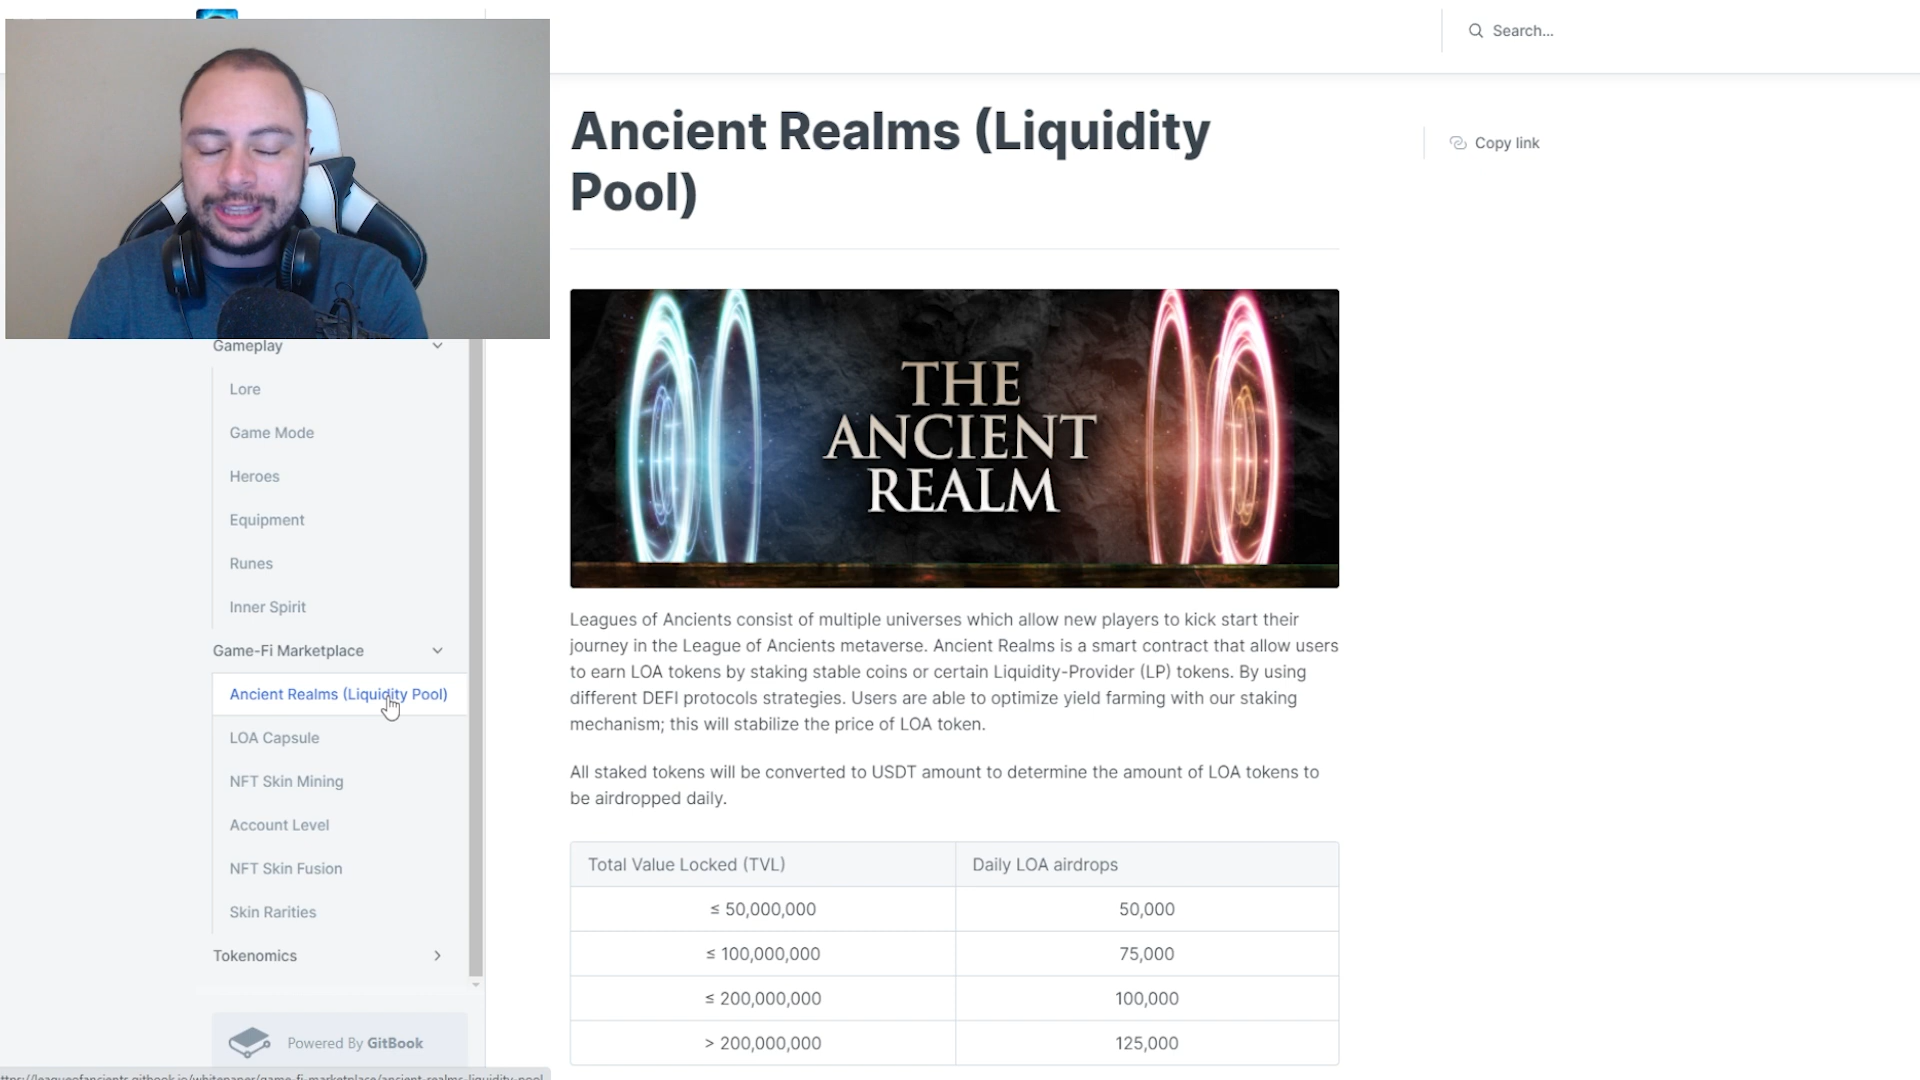 Search...
Ancient Realms (Liquidity
Pool)
Copy link
THE
ANCIENT
REALM
Gameplay
Lore
Game Mode
Heroes
Equipment
Runes
Inner Spirit
Game-Fi Marketplace
Ancient Realms (Liquidity Pool)
LOA Capsule
NFT Skin Mining
Account Level
NFT Skin Fusion
Skin Rarities
Tokenomics
Powered By GitBook
Leagues of Ancients consist of multiple universes which allow new players to kick start their
journey in the League of Ancients metaverse. Ancient Realms is a smart contract that allow users
to earn LOA tokens by staking stable coins or certain Liquidity-Provider (LP) tokens. By using
different DEFI protocols strategies. Users are able to optimize yield farming with our staking
mechanism; this will stabilize the price of LOA token.
All staked tokens will be converted to USDT amount to determine the amount of LOA tokens to
be airdropped daily.
Total Value Locked (TVL) Daily LOA airdrops
≤ 50,000,000 50,000
≤ 100,000,000 75,000
≤ 200,000,000 100,000
> 200,000,000 125,000